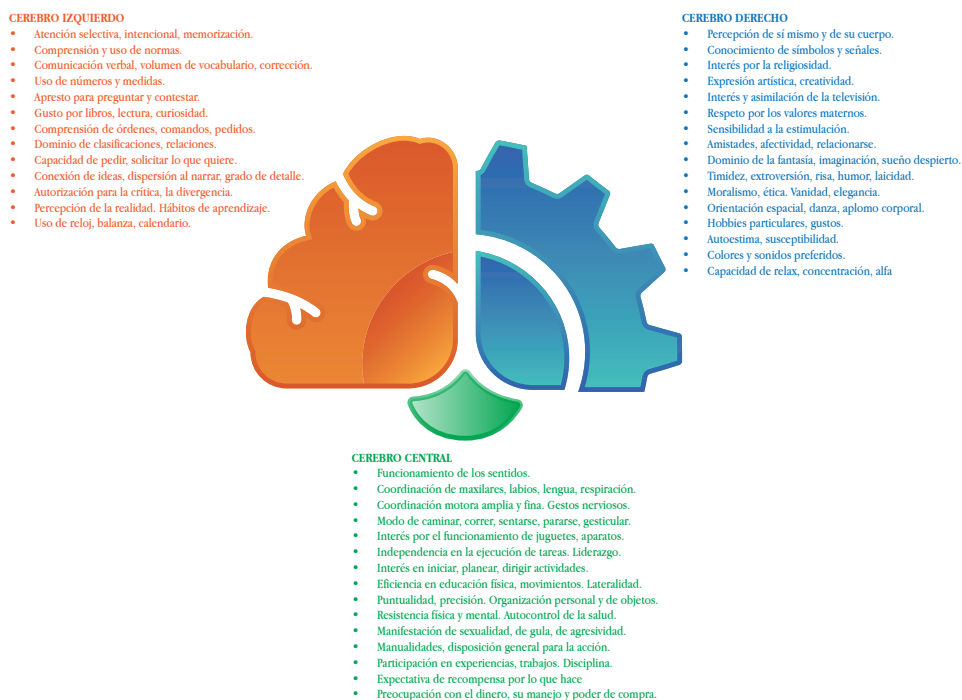 CEREBRO IZQUIERDO
• Atención selectiva, intencional, memorización.
• Comprensión y uso de normas.
• Comunicación verbal, volumen de vocabulario, corrección.
• Uso de números y medidas.
• Apresto para preguntar y contestar.
• Gusto por libros, lectura, curiosidad.
• Comprensión de órdenes, comandos, pedidos.
• Dominio de clasificaciones, relaciones.
• Capacidad de pedir, solicitar lo que quiere.
• Conexión de ideas, dispersión al narrar, grado de detalle.
• Autorización para la crítica, la divergencia.
• Percepción de la realidad. Hábitos de aprendizaje.
• Uso de reloj, balanza, calendario.
CEREBRO DERECHO
• Percepción de sí mismo y de su cuerpo.
• Conocimiento de símbolos y señales.
• Interés por la religiosidad.
• Expresión artística, creatividad.
• Interés y asimilación de la televisión.
• Respeto por los valores maternos.
• Sensibilidad a la estimulación.
• Amistades, afectividad, relacionarse.
• Dominio de la fantasía, imaginación, sueño despierto.
• Timidez, extroversión, risa, humor, laicidad.
• Moralismo, ética. Vanidad, elegancia.
• Orientación espacial, danza, aplomo corporal.
• Hobbies particulares, gustos.
• Autoestima, susceptibilidad.
• Colores y sonidos preferidos.
• Capacidad de relax, concentración, alfa
CEREBRO CENTRAL
• Funcionamiento de los sentidos.
• Coordinación de maxilares, labios, lengua, respiración.
• Coordinación motora amplia y fina. Gestos nerviosos.
• Modo de caminar, correr, sentarse, pararse, gesticular.
• Interés por el funcionamiento de juguetes, aparatos.
• Independencia en la ejecución de tareas. Liderazgo.
• Interés en iniciar, planear, dirigir actividades.
• Eficiencia en educación física, movimientos. Lateralidad.
• Puntualidad, precisión. Organización personal y de objetos.
• Resistencia física y mental. Autocontrol de la salud.
• Manifestación de sexualidad, de gula, de agresividad.
• Manualidades, disposición general para la acción.
• Participación en experiencias, trabajos. Disciplina.
• Expectativa de recompensa por lo que hace
• Preocupación con el dinero, su manejo y poder de compra.